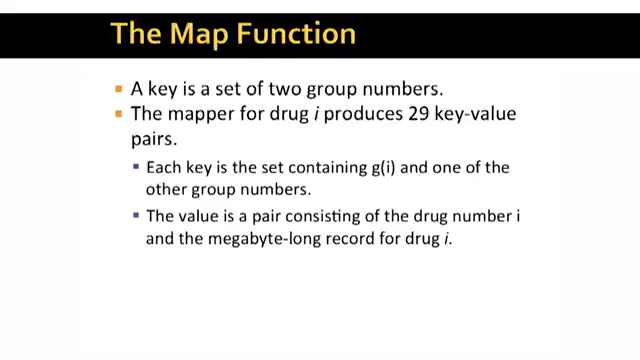 The Map Function
A key is a set of two group numbers.
The mapper for drug i produces 29 key-value
pairs.
Each key is the set containing g(i) and one of the
other group numbers.
The value is a pair consisting of the drug number i
and the megabyte-long record for drug i.